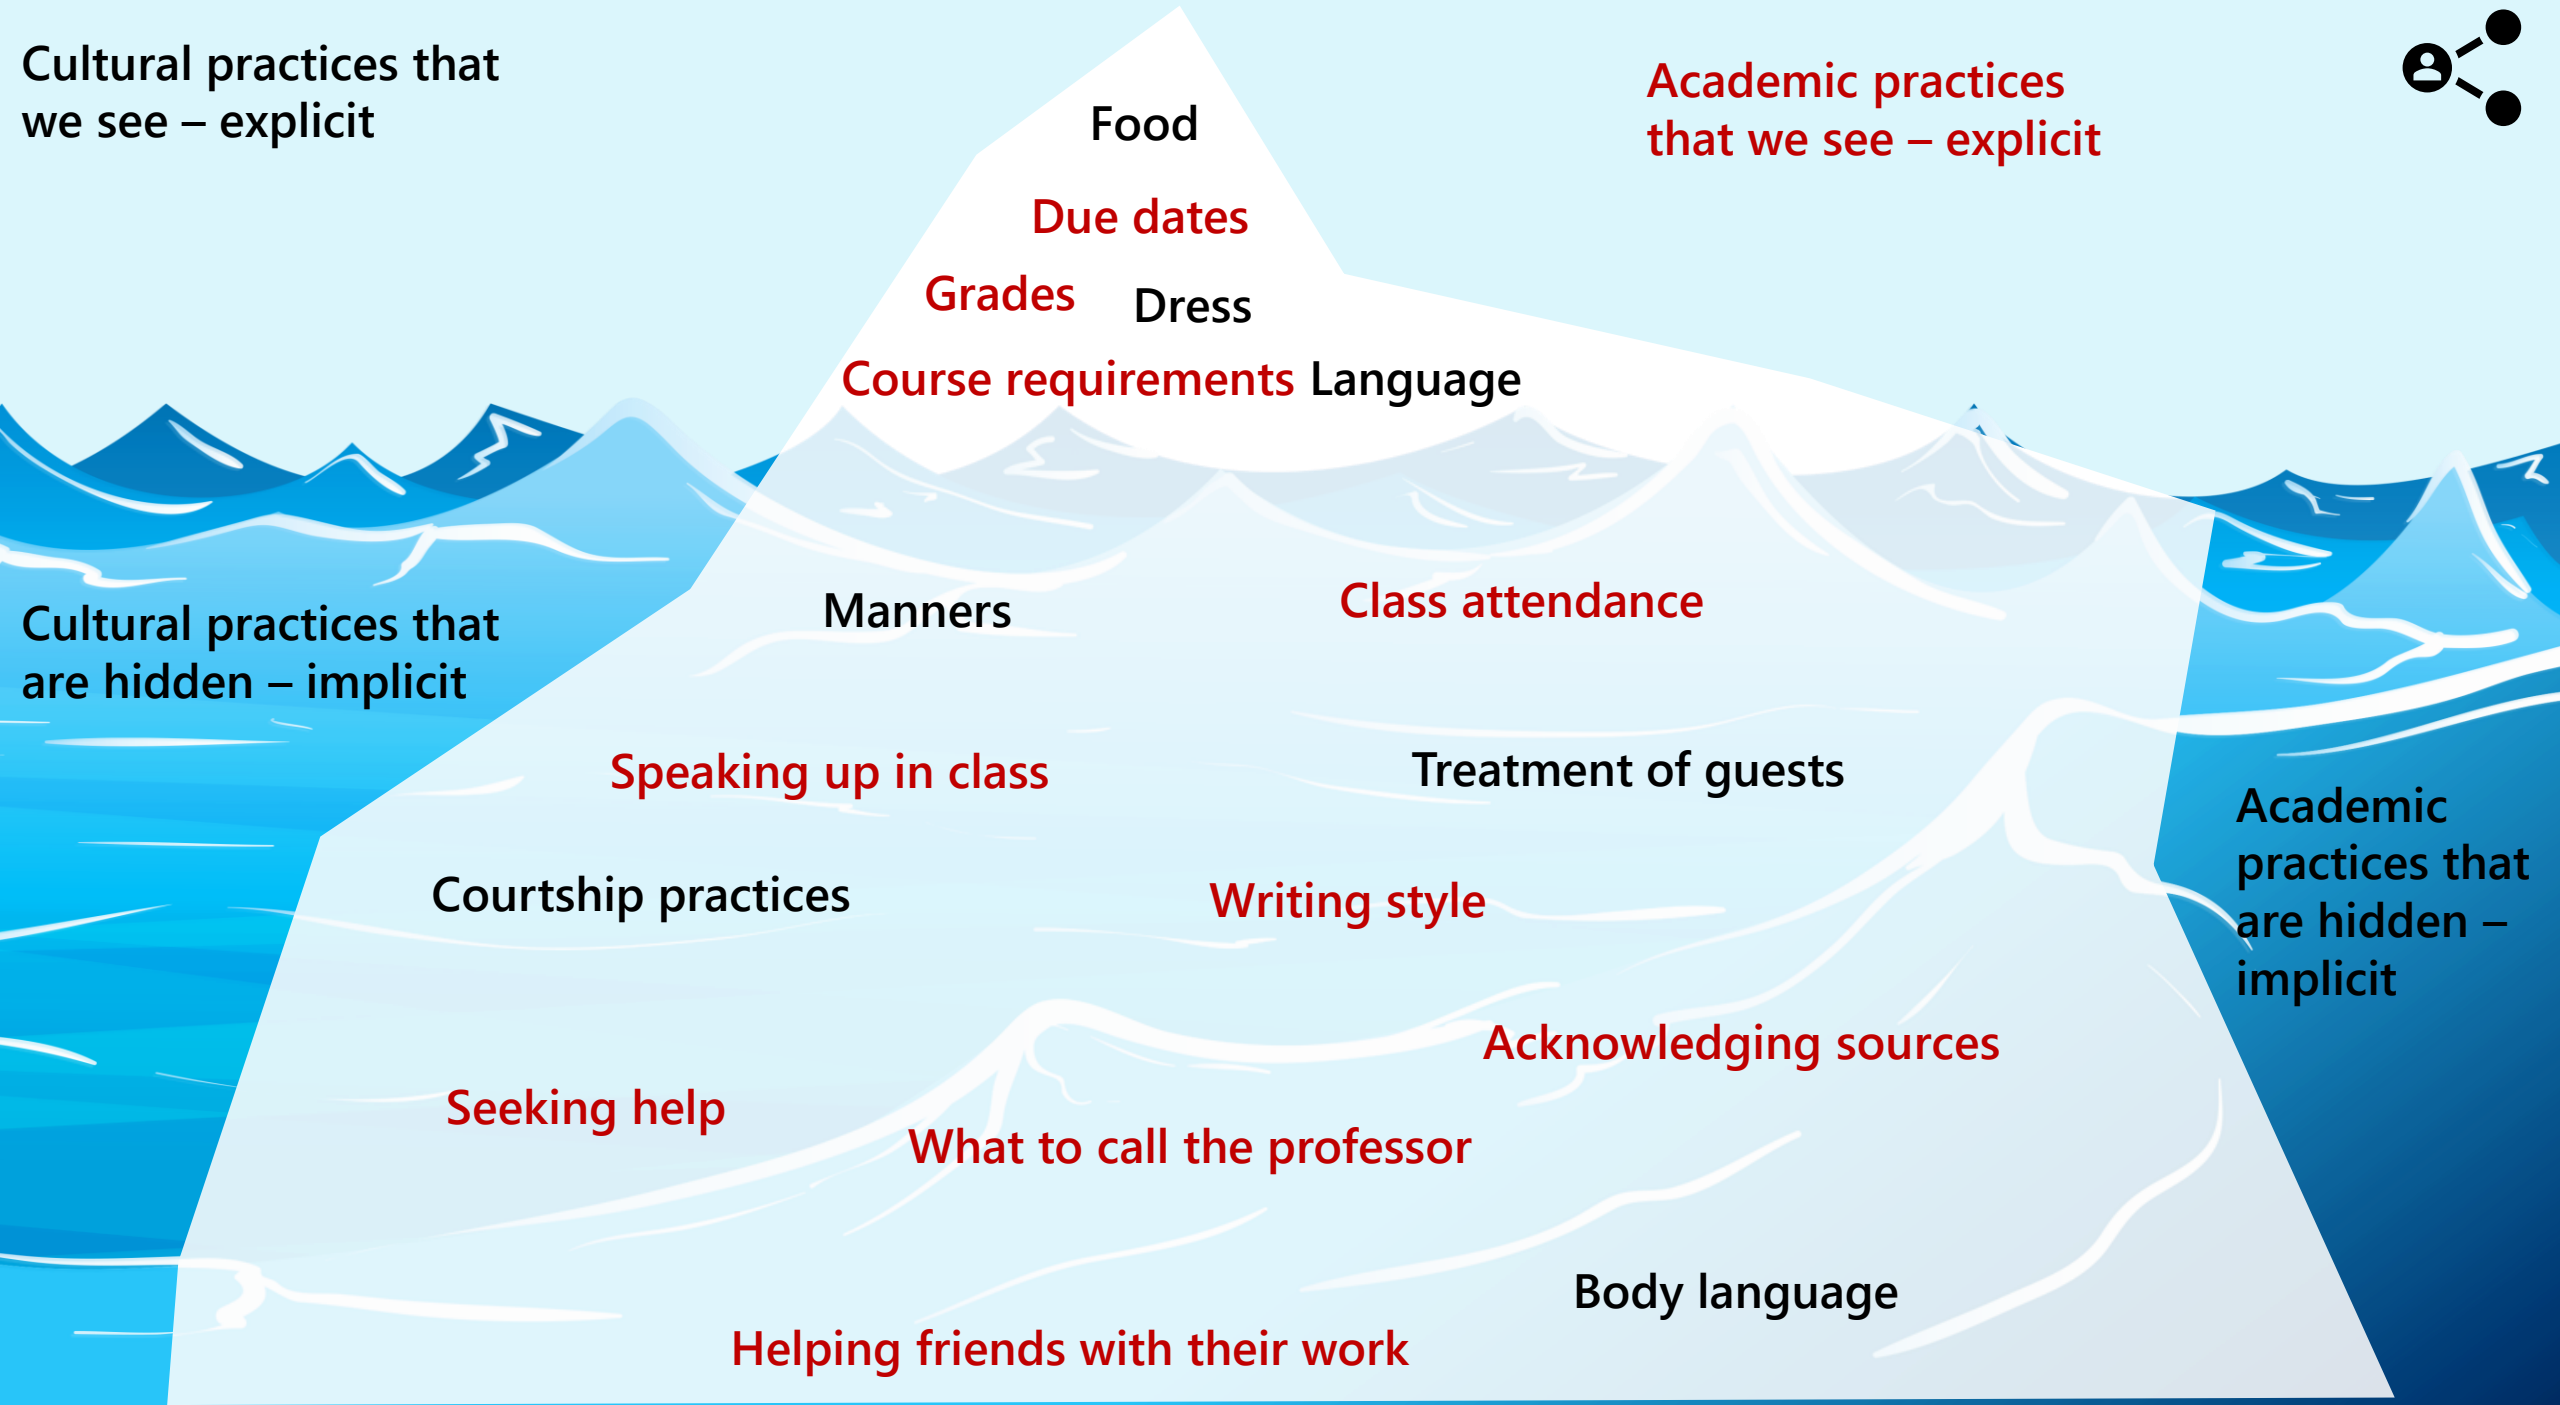 Cultural practices that
we see – explicit
Academic practices
that we see – explicit
Food
Due dates
Grades
Dress
Course requirements
Language
Cultural practices that
are hidden – implicit
Manners
Class attendance
Speaking up in class
Treatment of guests
Academic
practices that
are hidden –
implicit
Courtship practices
Writing style
Acknowledging sources
Seeking help
What to call the professor
Body language
Helping friends with their work